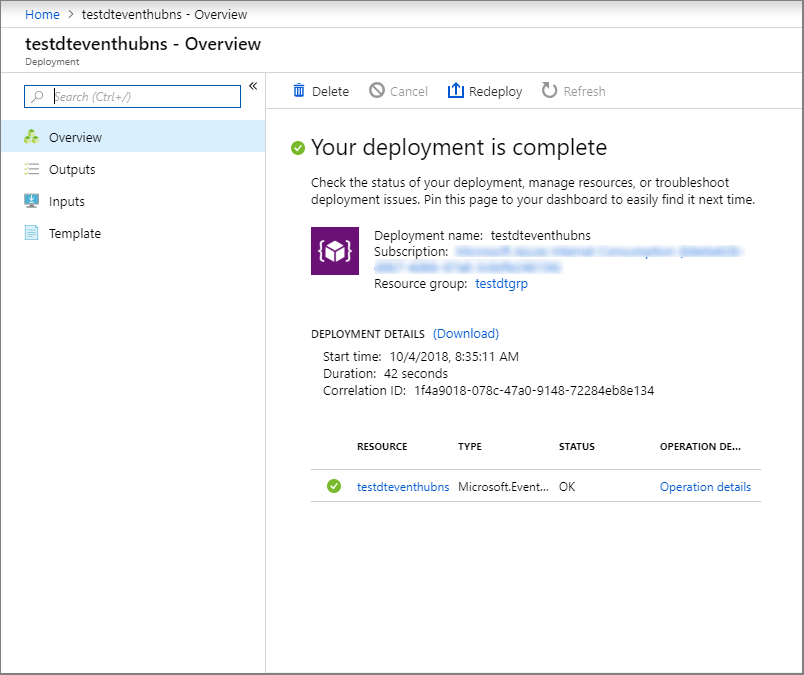 Home > testdteventhubns - Overview
testdteventhubns - Overview
Deployment
Search (Ctrl+/)
«
Overview
Outputs
Inputs
Template
Delete Cancel Redeploy Refresh
Your deployment is complete
Check the status of your deployment, manage resources, or troubleshoot
deployment issues. Pin this page to your dashboard to easily find it next time.
Deployment name: testdteventhubns
Subscription:
Resource group: testdtgrp
DEPLOYMENT DETAILS (Download)
Start time: 10/4/2018, 8:35:11 AM
Duration: 42 seconds
Correlation ID: 1f4a9018-078c-47a0-9148-72284eb8e134
RESOURCE TYPE STATUS OPERATION DE...
testdteventhubns Microsoft.Event... OK Operation details